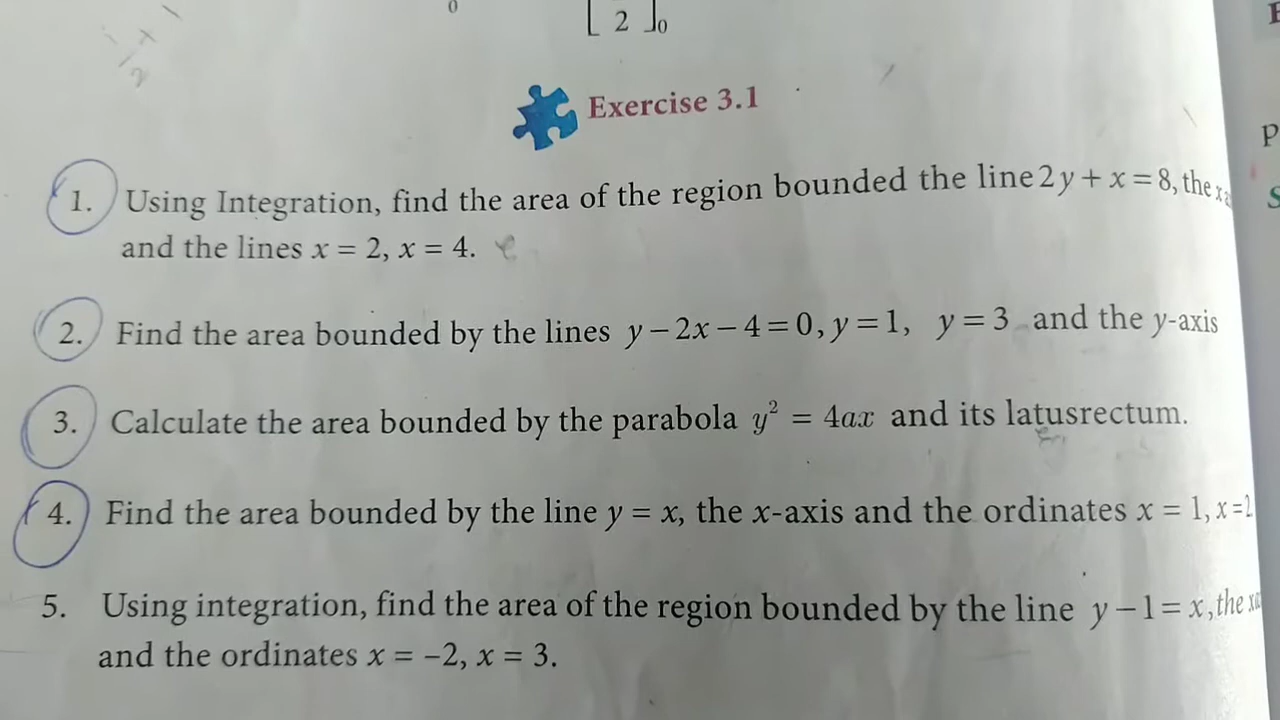 0 [ 2 ]0
Exercise 3.1
1. Using Integration, find the area of the region bounded the line 2y + x = 8, the x
and the lines x = 2, x = 4.
2. Find the area bounded by the lines y − 2x − 4 = 0, y = 1, y = 3 and the y-axis
3. Calculate the area bounded by the parabola y² = 4ax and its latusrectum.
4. Find the area bounded by the line y = x, the x-axis and the ordinates x = 1, x = 2
5. Using integration, find the area of the region bounded by the line y − 1 = x, the x
and the ordinates x = −2, x = 3.